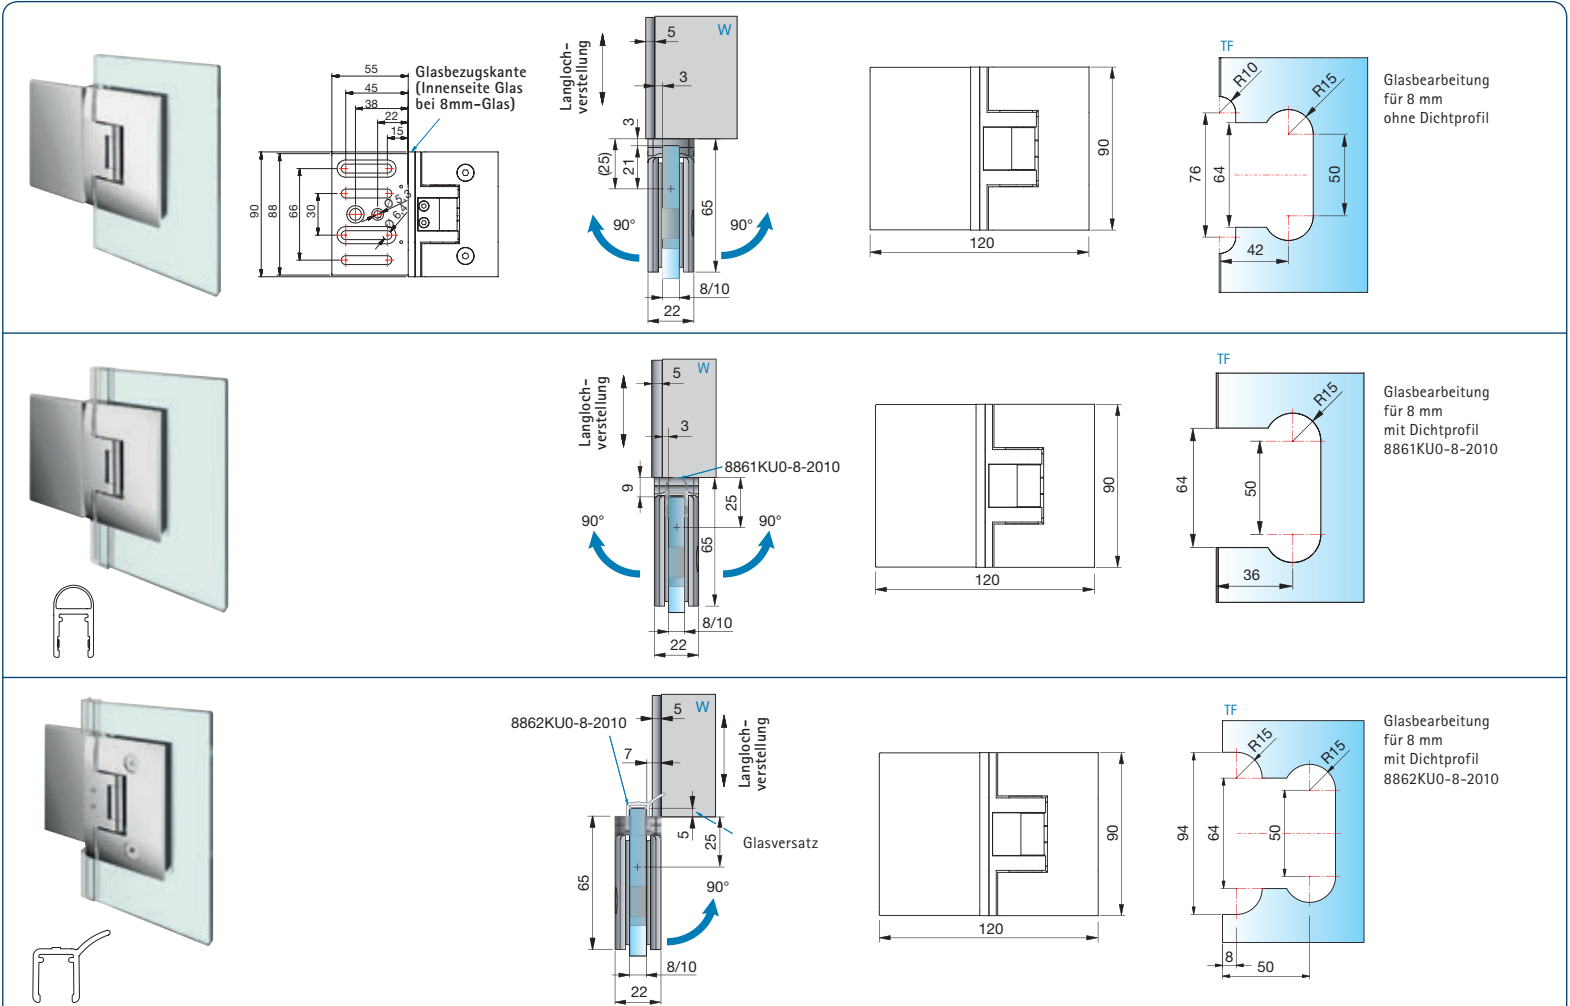 55
45
38
22
15
Glasbezugskante
(Innenseite Glas
bei 8mm-Glas)
90
88
66
30
Ø 5,3
Ø 6,4
Langloch-
verstellung
5
W
3
3
(25)
21
65
90°
90°
8/10
22
90
120
TF
R10
R15
76
64
50
42
Glasbearbeitung
für 8 mm
ohne Dichtprofil
Langloch-
verstellung
5
W
3
8861KU0-8-2010
9
25
65
90°
90°
8/10
22
90
120
TF
R15
64
50
36
Glasbearbeitung
für 8 mm
mit Dichtprofil
8861KU0-8-2010
8862KU0-8-2010
5
W
7
Langloch-
verstellung
5
25
Glasversatz
65
90°
8/10
22
90
120
TF
R15
R15
94
64
50
8
50
Glasbearbeitung
für 8 mm
mit Dichtprofil
8862KU0-8-2010